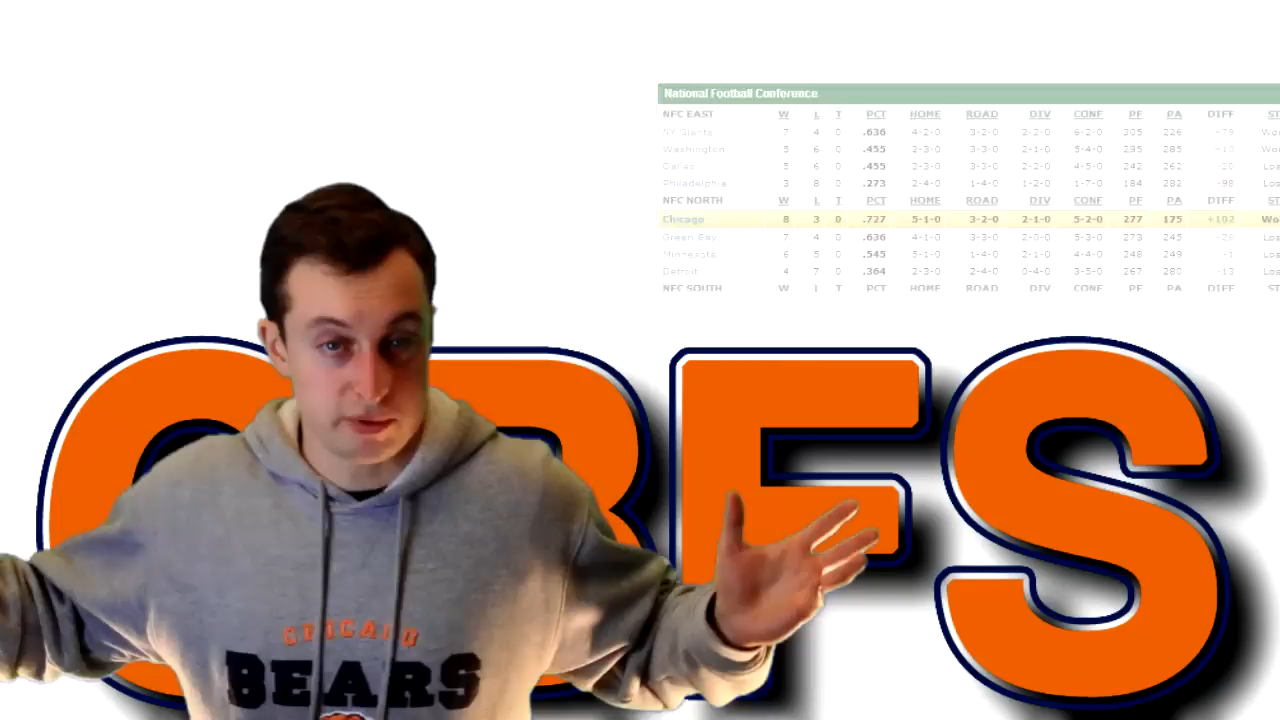 National Football Conference
NFC EAST W L T PCT HOME ROAD DIV CONF PF PA DIFF
NY Giants 7 4 0 .636 4-2-0 3-2-0 2-2-0 6-2-0 305 226 +79
Washington 5 6 0 .455 2-3-0 3-3-0 2-1-0 5-4-0 295 285 +10
Dallas 5 6 0 .455 2-3-0 3-3-0 2-2-0 4-5-0 242 262 -20
Philadelphia 3 8 0 .273 2-4-0 1-4-0 1-2-0 1-7-0 184 282 -98
NFC NORTH W L T PCT HOME ROAD DIV CONF PF PA DIFF
Chicago 8 3 0 .727 5-1-0 3-2-0 2-1-0 5-2-0 277 175 +102
Green Bay 7 4 0 .636 4-1-0 3-3-0 2-0-0 5-3-0 273 245
Minnesota 6 5 0 .545 5-1-0 1-4-0 2-1-0 4-4-0 248 249 -1
Detroit 4 7 0 .364 2-3-0 2-4-0 0-4-0 3-5-0 267 280 -13
NFC SOUTH W L T PCT HOME ROAD DIV CONF PF PA DIFF
FS
CHICAGO
BEARS